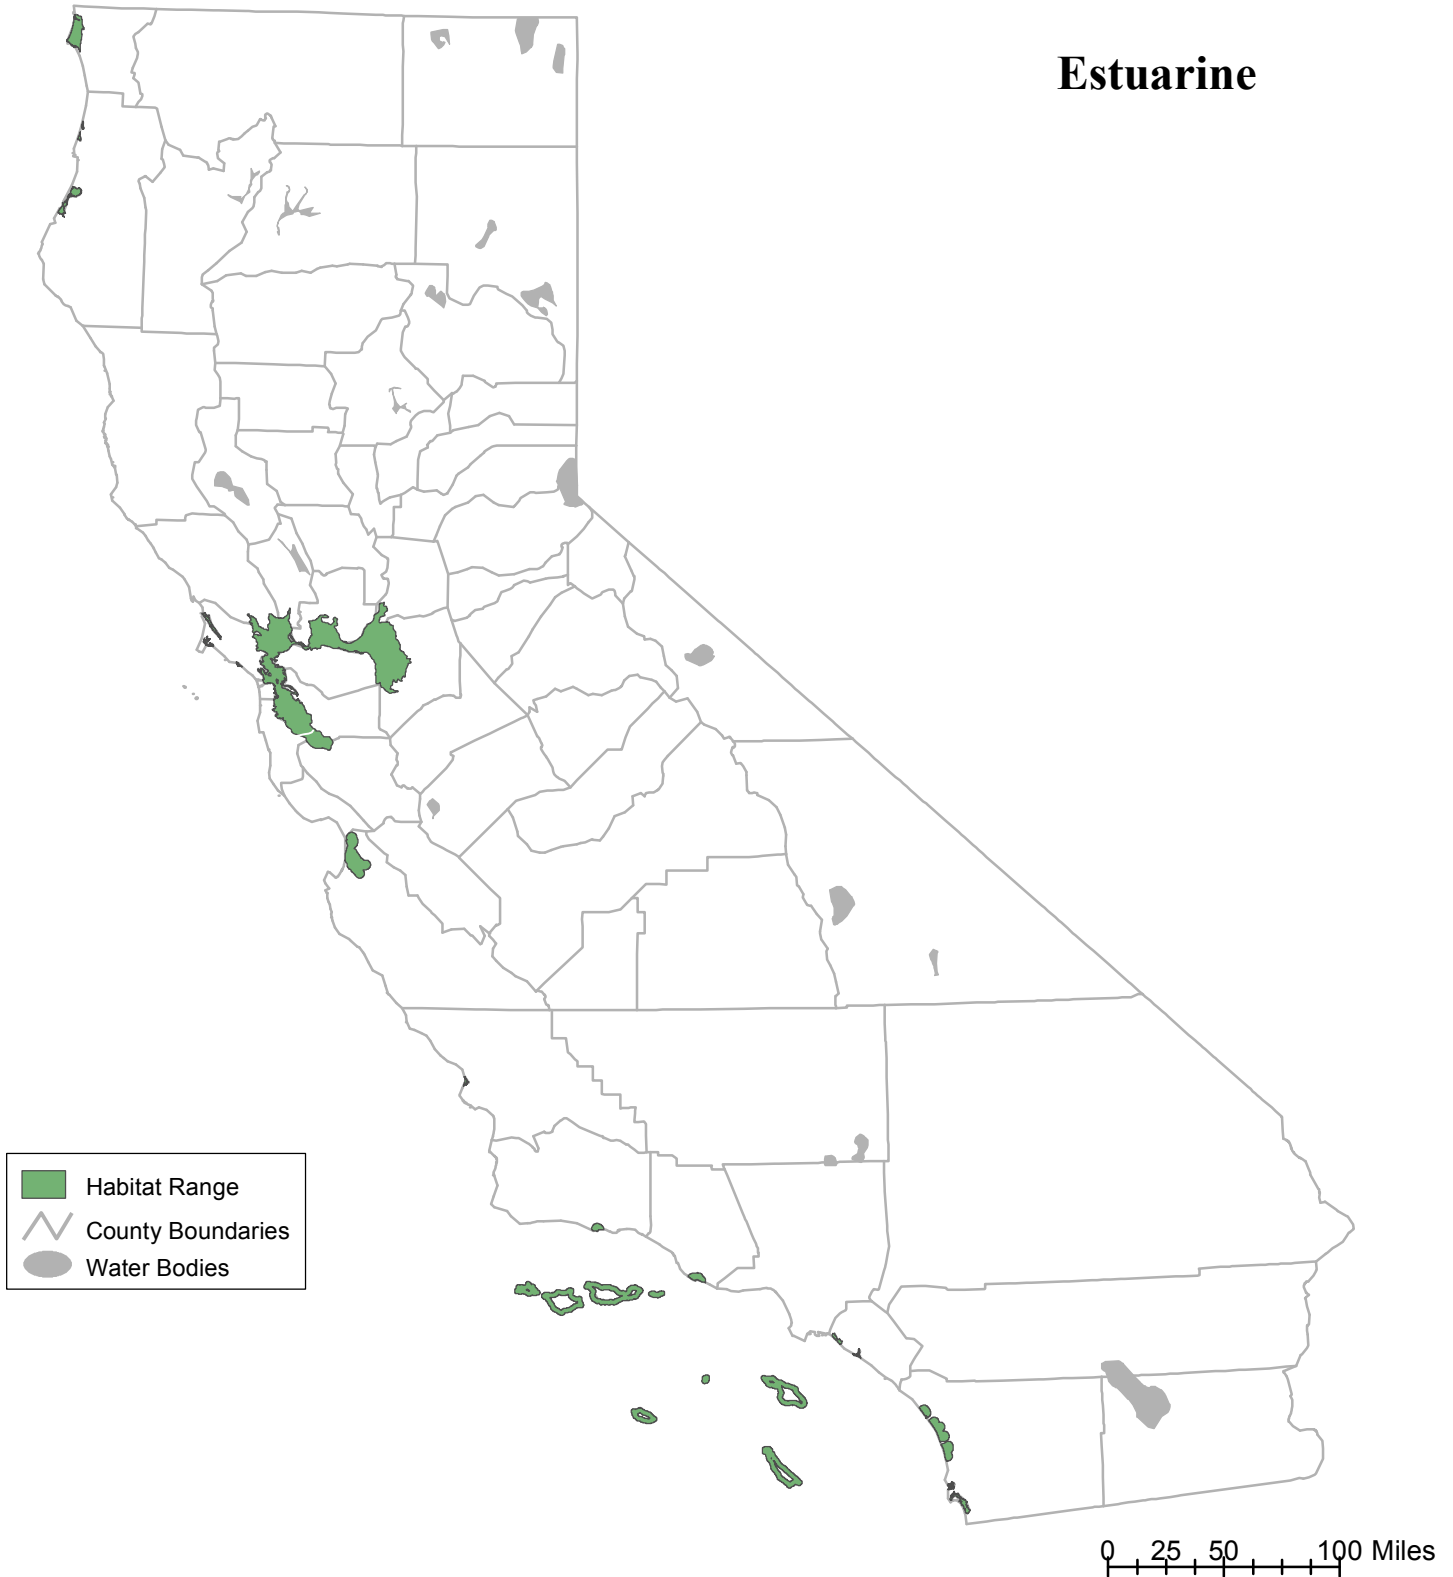 Estuarine
Habitat Range
County Boundaries
Water Bodies
0 25 50 100 Miles